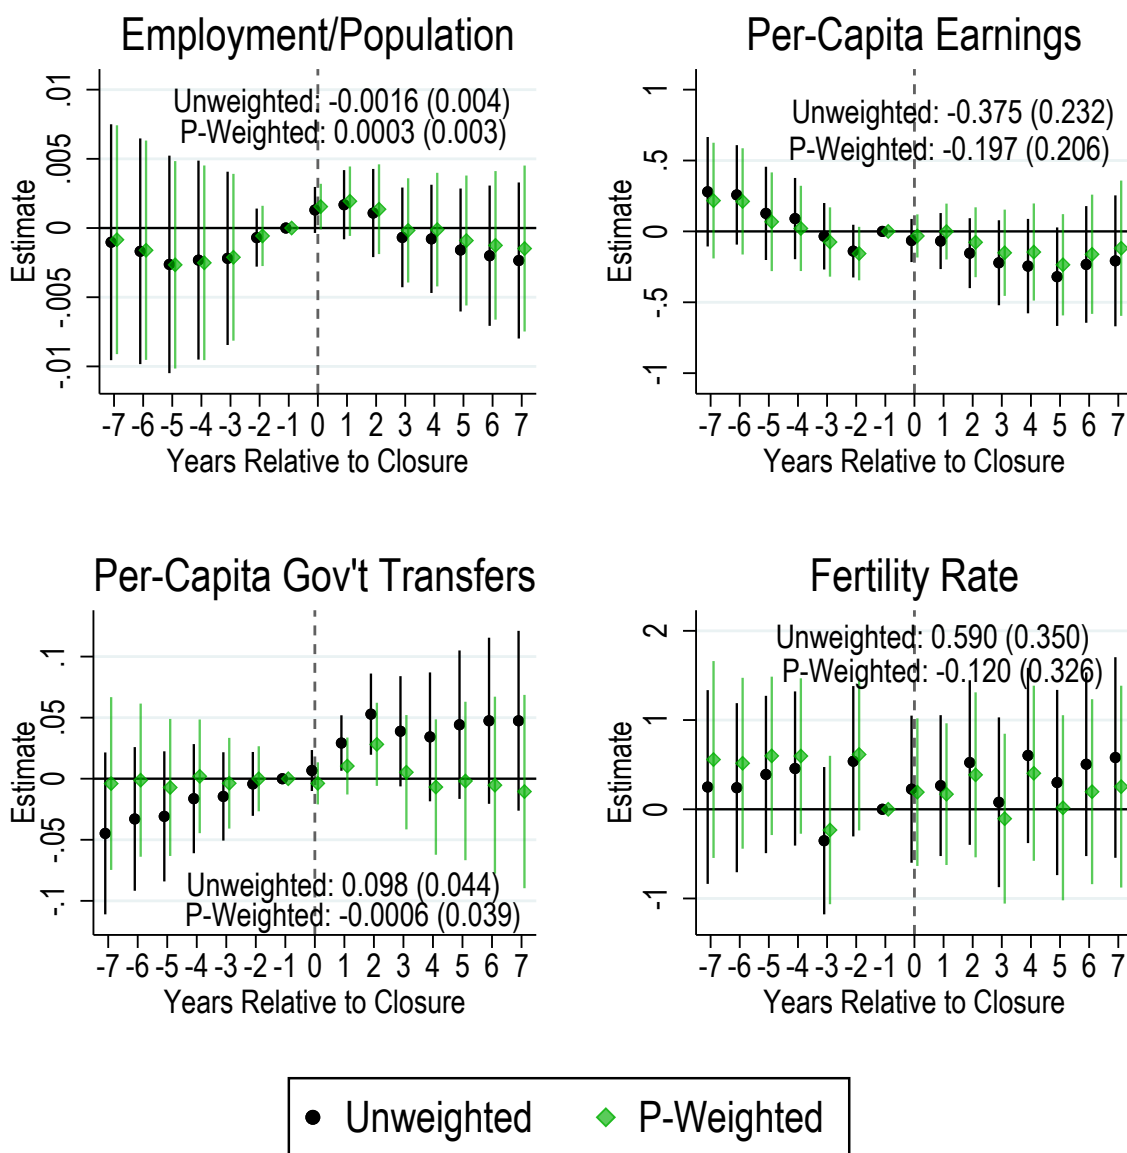 Employment/Population
Unweighted: -0.0016 (0.004)
P-Weighted: 0.0003 (0.003)
Estimate
.01
.005
0
-.005
-.01
-7 -6 -5 -4 -3 -2 -1 0 1 2 3 4 5 6 7
Years Relative to Closure
Per-Capita Earnings
Unweighted: -0.375 (0.232)
P-Weighted: -0.197 (0.206)
Estimate
1
.5
0
-.5
-1
-7 -6 -5 -4 -3 -2 -1 0 1 2 3 4 5 6 7
Years Relative to Closure
Per-Capita Gov't Transfers
Estimate
.1
.05
0
-.05
-.1
Unweighted: 0.098 (0.044)
P-Weighted: -0.0006 (0.039)
-7 -6 -5 -4 -3 -2 -1 0 1 2 3 4 5 6 7
Years Relative to Closure
Fertility Rate
Unweighted: 0.590 (0.350)
P-Weighted: -0.120 (0.326)
Estimate
2
1
0
-1
-7 -6 -5 -4 -3 -2 -1 0 1 2 3 4 5 6 7
Years Relative to Closure
Unweighted P-Weighted